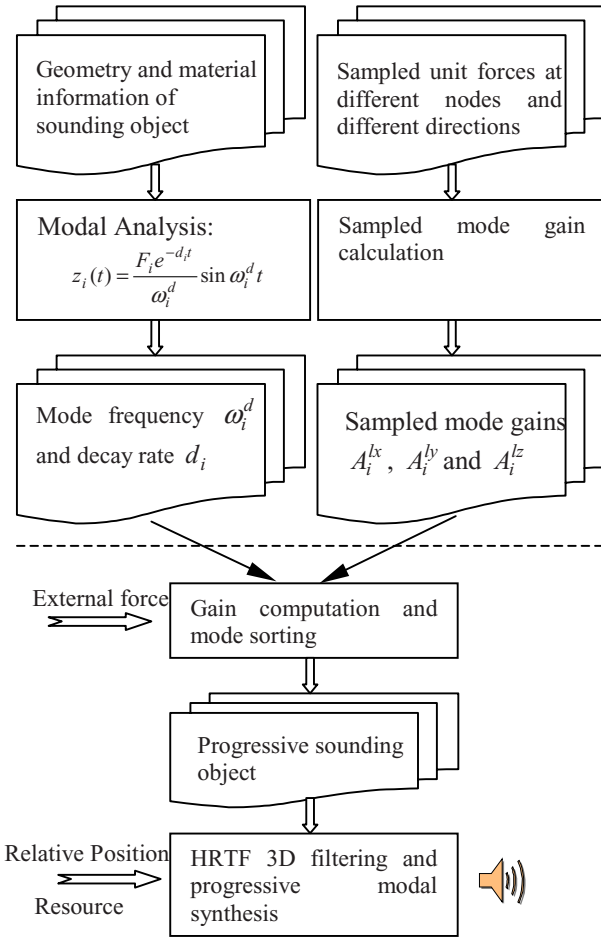 Geometry and material
information of
sounding object
Sampled unit forces at
different nodes and
different directions
Modal Analysis:
z_i(t) = \frac{F_i e^{-d_i t}}{\omega_i^d} \sin \omega_i^d t
Sampled mode gain
calculation
Mode frequency ω_i^d
and decay rate d_i
Sampled mode gains
A_i^{lx} , A_i^{ly} and A_i^{lz}
External force
Gain computation and
mode sorting
Progressive sounding
object
Relative Position
Resource
HRTF 3D filtering and
progressive modal
synthesis